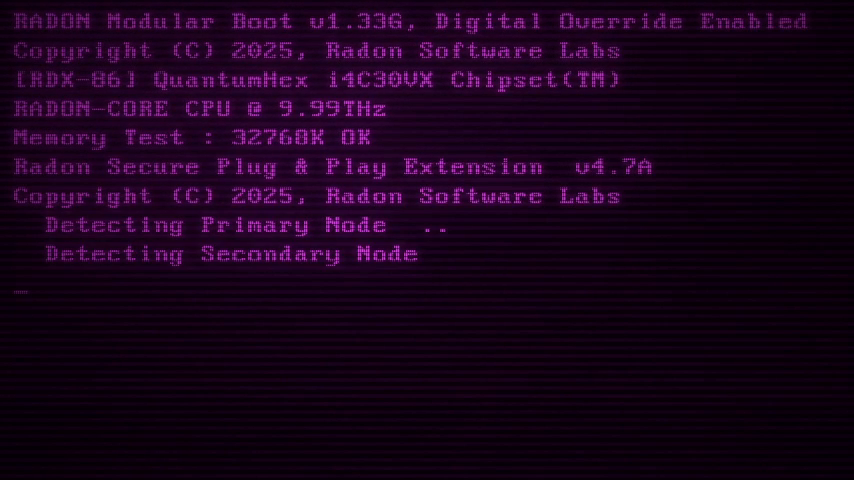 RADON Modular Boot v1.33G, Digital Override Enabled
Copyright (C) 2025, Radon Software Labs
[RDX-86] QuantumHex i4C30VX Chipset(TM)
RADON-CORE CPU @ 9.99THz
Memory Test : 32768K OK
Radon Secure Plug & Play Extension  v4.7A
Copyright (C) 2025, Radon Software Labs
Detecting Primary Node  ..
Detecting Secondary Node
_